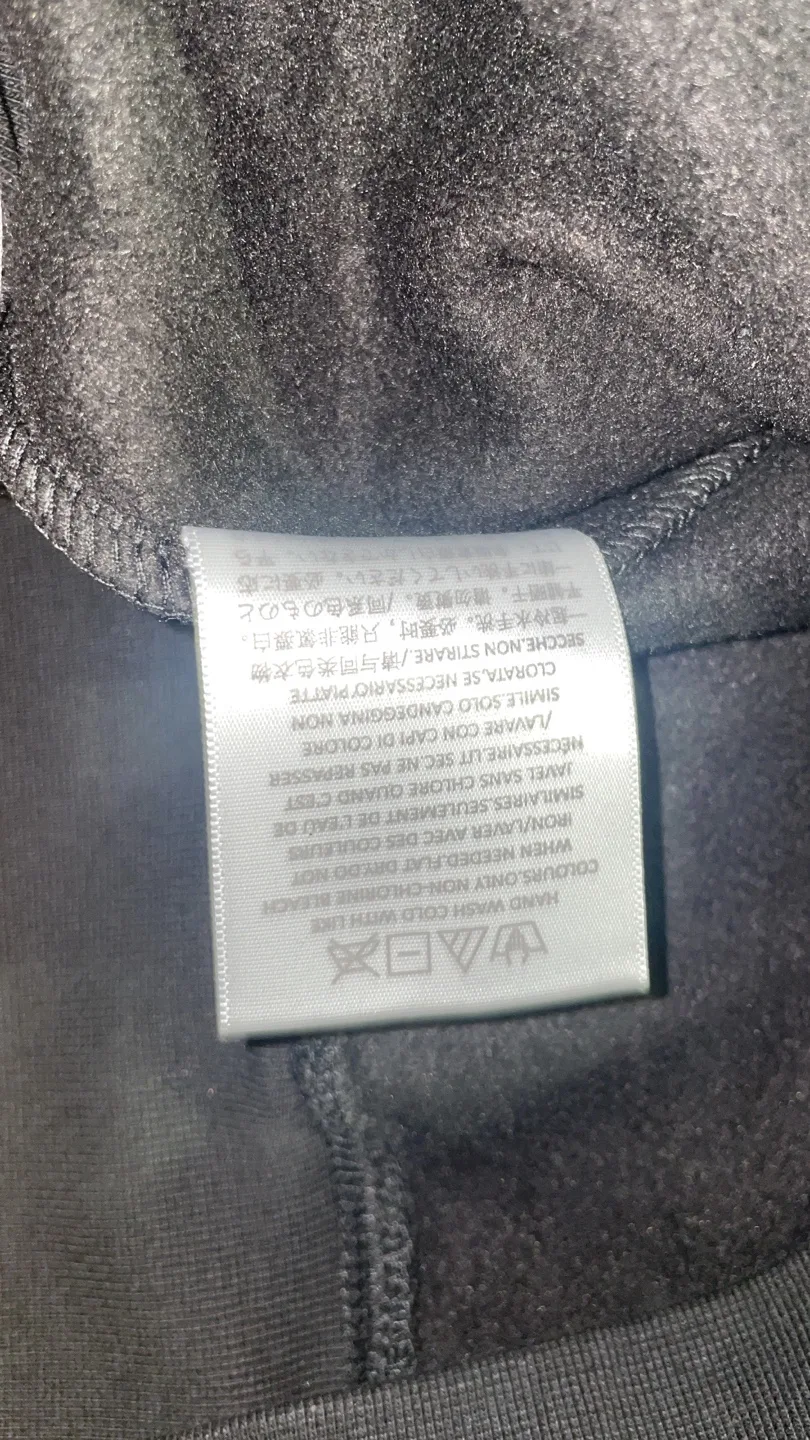 HAND WASH COLD WITH LIKE
COLOURS.ONLY NON-CHLORINE BLEACH
WHEN NEEDED.FLAT DRY.DO NOT
IRON/LAVER AVEC DES COULEURS
SIMILAIRES.SEULEMENT DE L'EAU DE
JAVEL SANS CHLORE QUAND C'EST
NÉCESSAIRE.LIT SEC.NE PAS REPASSER
/LAVARE CON CAPI DI COLORE
SIMILE.SOLO CANDEGGINA NON
CLORATA.SE NECESSARIO'PIATTE
SECCHE.NON STIRARE./请与同类色衣物
一起冷水手洗。必要时，只能非氯漂白。
平铺晒干。请勿熨烫。/同系色のものと
一緒に手洗いしてください。必要に応